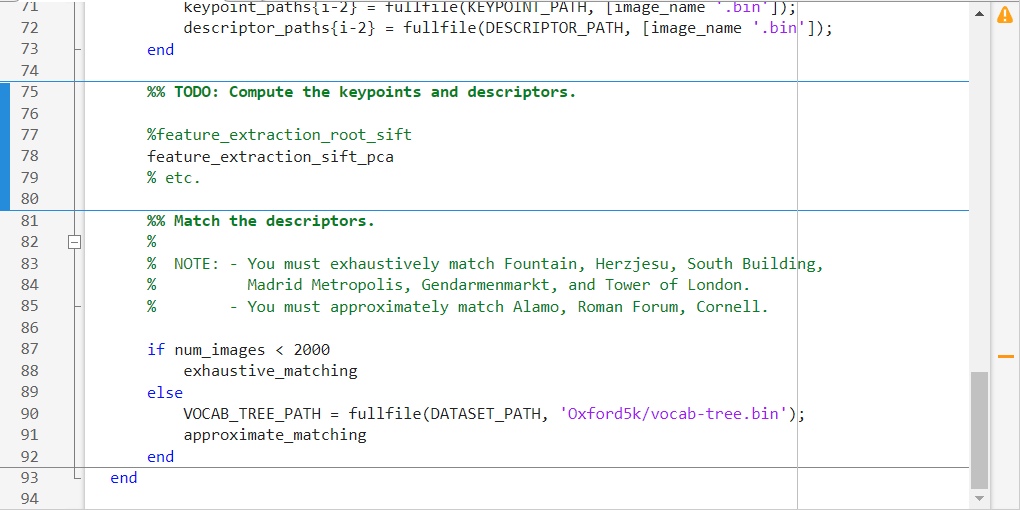 71 keypoint_paths{i-2} = fullfile(KEYPOINT_PATH, [image_name '.bin']);
72 descriptor_paths{i-2} = fullfile(DESCRIPTOR_PATH, [image_name '.bin']);
73 end
74
75 %% TODO: Compute the keypoints and descriptors.
76
77 %feature_extraction_root_sift
78 feature_extraction_sift_pca
79 % etc.
80
81 %% Match the descriptors.
82 %
83 % NOTE: - You must exhaustively match Fountain, Herzjesu, South Building,
84 % Madrid Metropolis, Gendarmenmarkt, and Tower of London.
85 % - You must approximately match Alamo, Roman Forum, Cornell.
86
87 if num_images < 2000
88 exhaustive_matching
89 else
90 VOCAB_TREE_PATH = fullfile(DATASET_PATH, 'Oxford5k/vocab-tree.bin');
91 approximate_matching
92 end
93 end
94